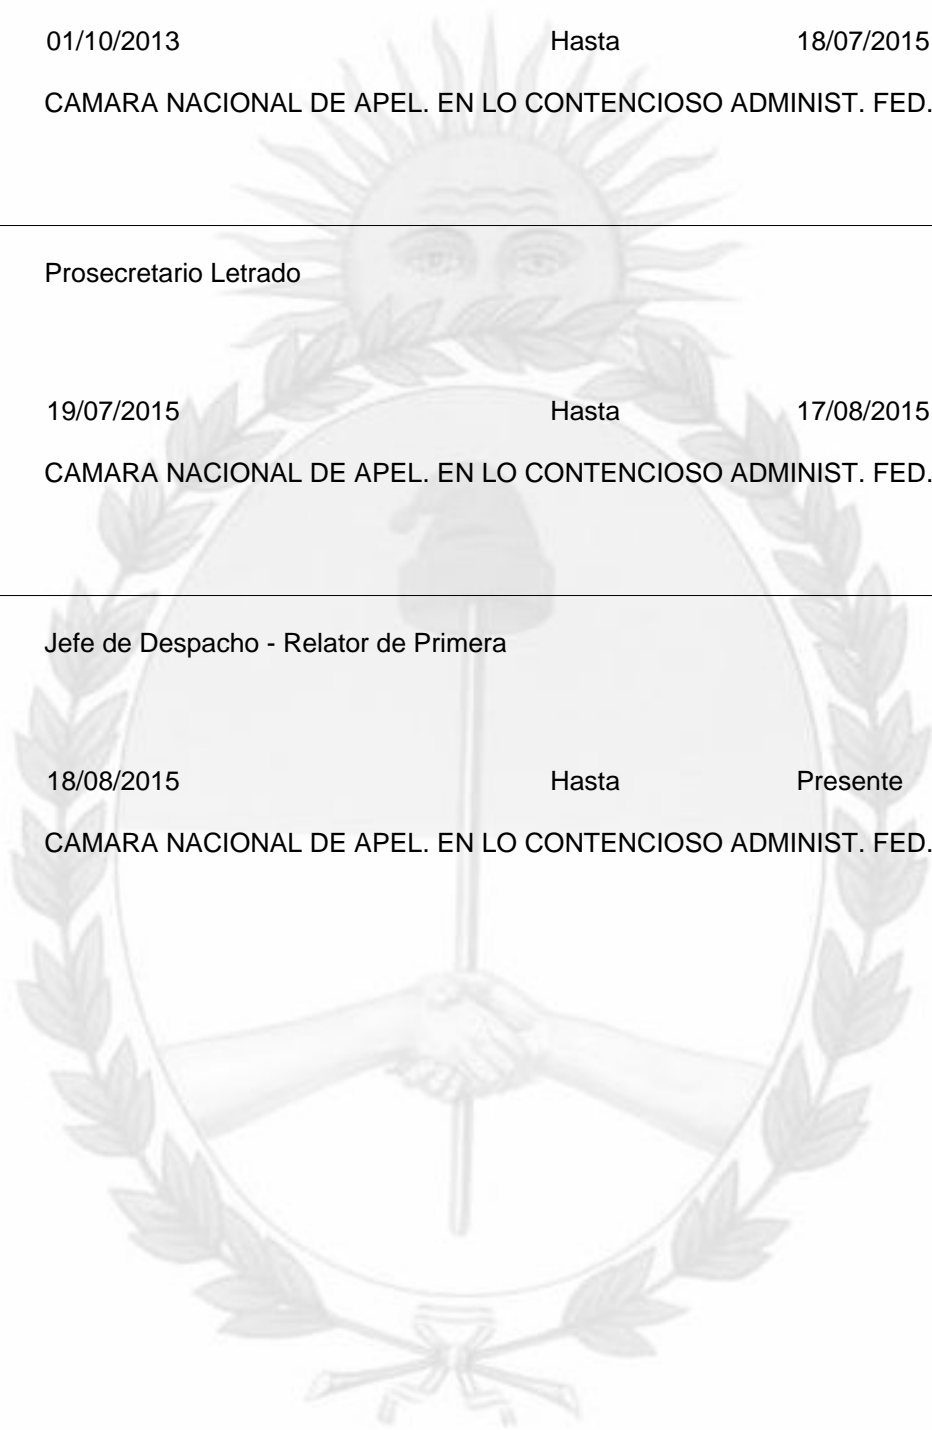 01/10/2013 Hasta 18/07/2015
CAMARA NACIONAL DE APEL. EN LO CONTENCIOSO ADMINIST. FED.
Prosecretario Letrado
19/07/2015 Hasta 17/08/2015
CAMARA NACIONAL DE APEL. EN LO CONTENCIOSO ADMINIST. FED.
Jefe de Despacho - Relator de Primera
18/08/2015 Hasta Presente
CAMARA NACIONAL DE APEL. EN LO CONTENCIOSO ADMINIST. FED.